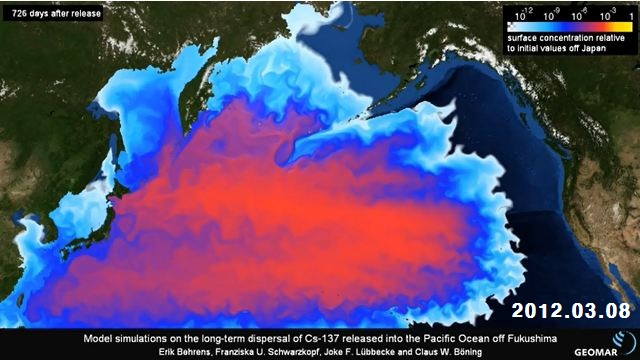 726 days after release
10⁻¹² 10⁻⁹ 10⁻⁶ 10⁻³ 1
surface concentration relative
to initial values off Japan
2012.03.08
Model simulations on the long-term dispersal of Cs-137 released into the Pacific Ocean off Fukushima
Erik Behrens, Franziska U. Schwarzkopf, Joke F. Lübbecke and Claus W. Böning
GEOMAR